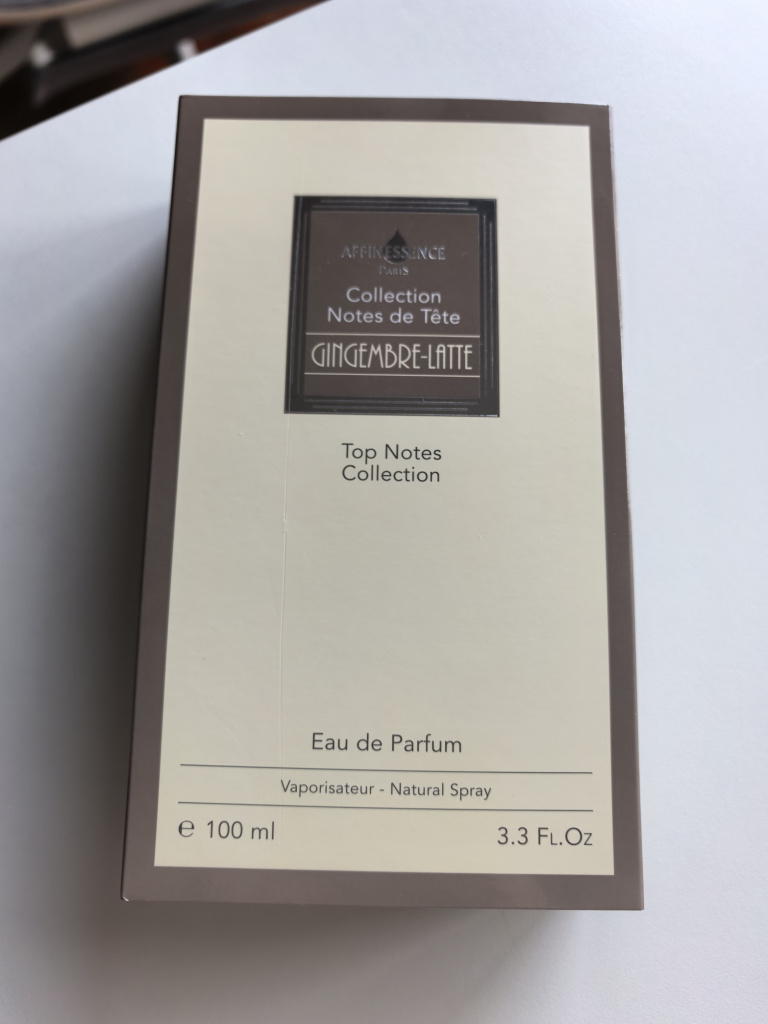 AFFINESSENCE
PARIS
Collection
Notes de Tête
GINGEMBRE-LATTE
Top Notes
Collection
Eau de Parfum
Vaporisateur - Natural Spray
℮ 100 ml
3.3 FL.OZ